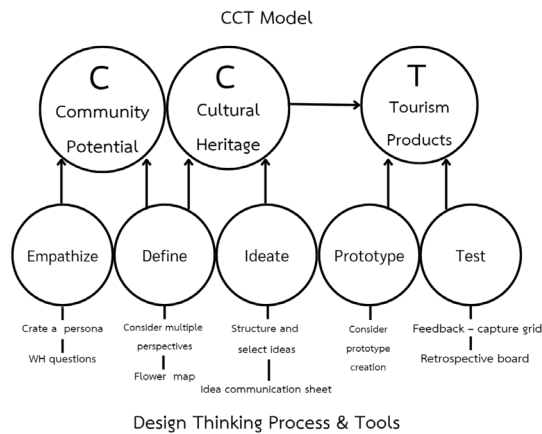 CCT Model
C
Community
Potential
C
Cultural
Heritage
T
Tourism
Products
Empathize
Define
Ideate
Prototype
Test
Crate a persona
WH questions
Consider multiple
perspectives
Flower map
Structure and
select ideas
Idea communication sheet
Consider
prototype
creation
Feedback – capture grid
Retrospective board
Design Thinking Process & Tools